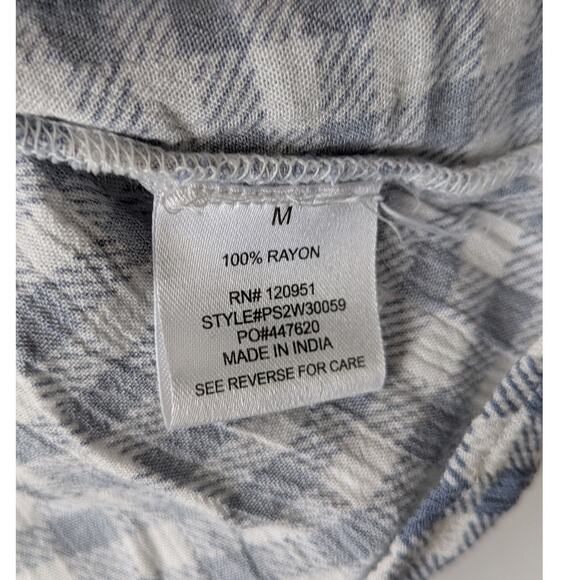 M
100% RAYON
RN# 120951
STYLE#PS2W30059
PO#447620
MADE IN INDIA
SEE REVERSE FOR CARE